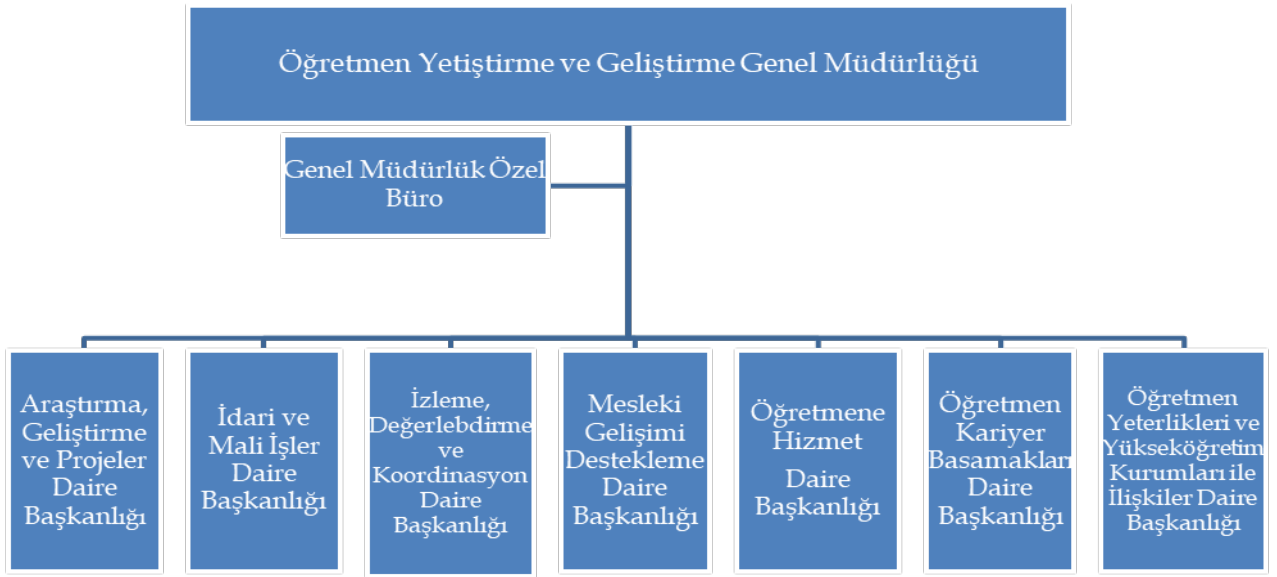 Öğretmen Yetiştirme ve Geliştirme Genel Müdürlüğü
Genel Müdürlük Özel
Büro
Araştırma,
Geliştirme
ve Projeler
Daire
Başkanlığı
İdari ve
Mali İşler
Daire
Başkanlığı
İzleme,
Değerlebdirme
ve
Koordinasyon
Daire
Başkanlığı
Mesleki
Gelişimi
Destekleme
Daire
Başkanlığı
Öğretmene
Hizmet
Daire
Başkanlığı
Öğretmen
Kariyer
Basamakları
Daire
Başkanlığı
Öğretmen
Yeterlikleri ve
Yükseköğretim
Kurumları ile
İlişkiler Daire
Başkanlığı